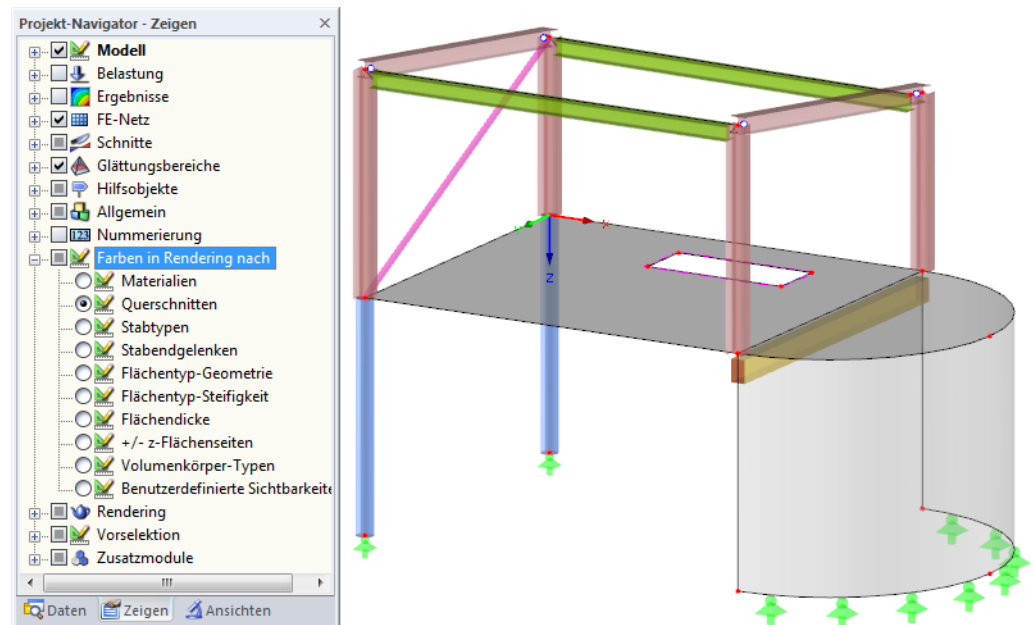 Projekt-Navigator - Zeigen
Modell
Belastung
Ergebnisse
FE-Netz
Schnitte
Glättungsbereiche
Hilfsobjekte
Allgemein
123 Nummerierung
Farben in Rendering nach
Materialien
Querschnitten
Stabtypen
Stabendgelenken
Flächentyp-Geometrie
Flächentyp-Steifigkeit
Flächendicke
+/- z-Flächenseiten
Volumenkörper-Typen
Benutzerdefinierte Sichtbarkeite
Rendering
Vorselektion
Zusatzmodule
Daten Zeigen Ansichten
X
Z